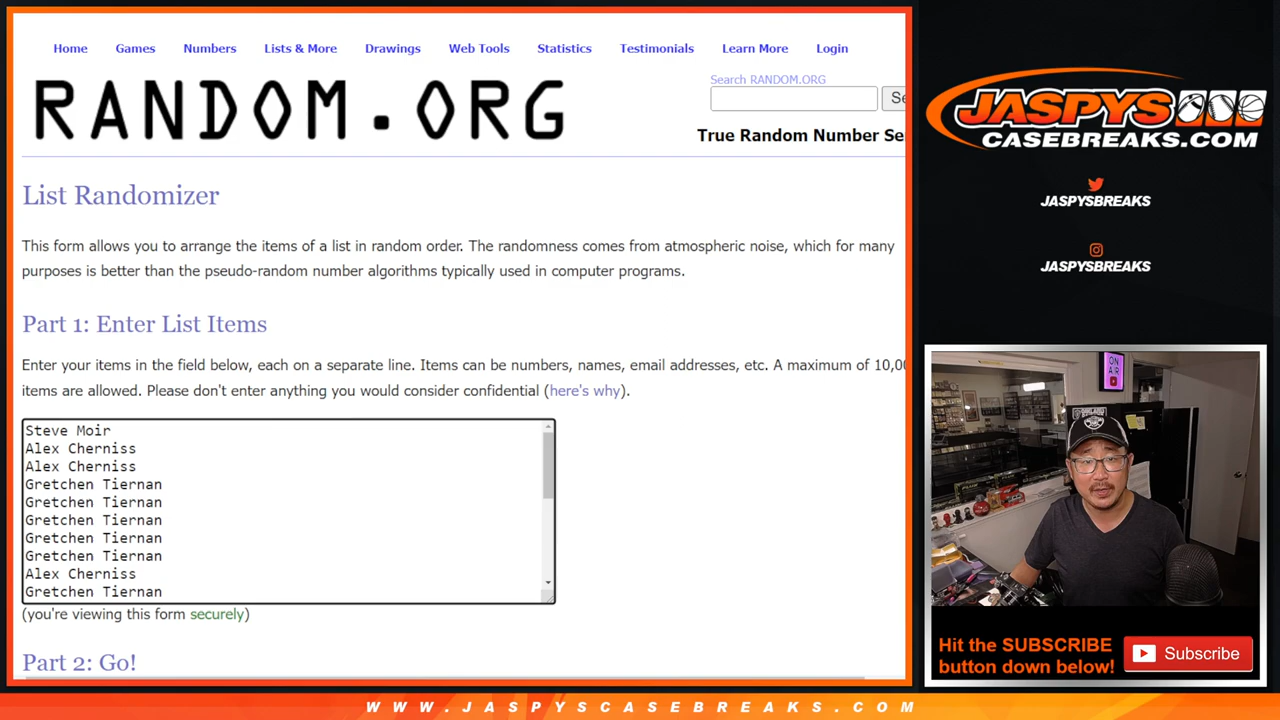 Home Games Numbers Lists & More Drawings Web Tools Statistics Testimonials Learn More Login
RANDOM.ORG
Search RANDOM.ORG
Se
True Random Number Se
List Randomizer
This form allows you to arrange the items of a list in random order. The randomness comes from atmospheric noise, which for many
purposes is better than the pseudo-random number algorithms typically used in computer programs.
Part 1: Enter List Items
Enter your items in the field below, each on a separate line. Items can be numbers, names, email addresses, etc. A maximum of 10,00
items are allowed. Please don't enter anything you would consider confidential (here's why).
Steve Moir
Alex Cherniss
Alex Cherniss
Gretchen Tiernan
Gretchen Tiernan
Gretchen Tiernan
Gretchen Tiernan
Gretchen Tiernan
Alex Cherniss
Gretchen Tiernan
(you're viewing this form securely)
Part 2: Go!
JASPYS
CASEBREAKS.COM
JASPYSBREAKS
JASPYSBREAKS
ON
AIR
Hit the SUBSCRIBE
button down below!
Subscribe
WWW.JASPYSCASEBREAKS.COM